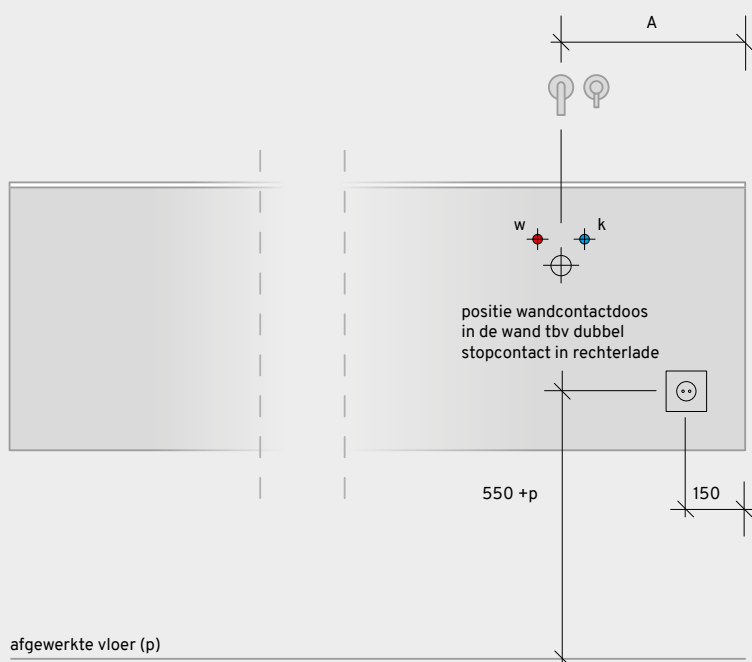 A
w
k
positie wandcontactdoos
in de wand tbv dubbel
stopcontact in rechterlade
550 +p
150
afgewerkte vloer (p)